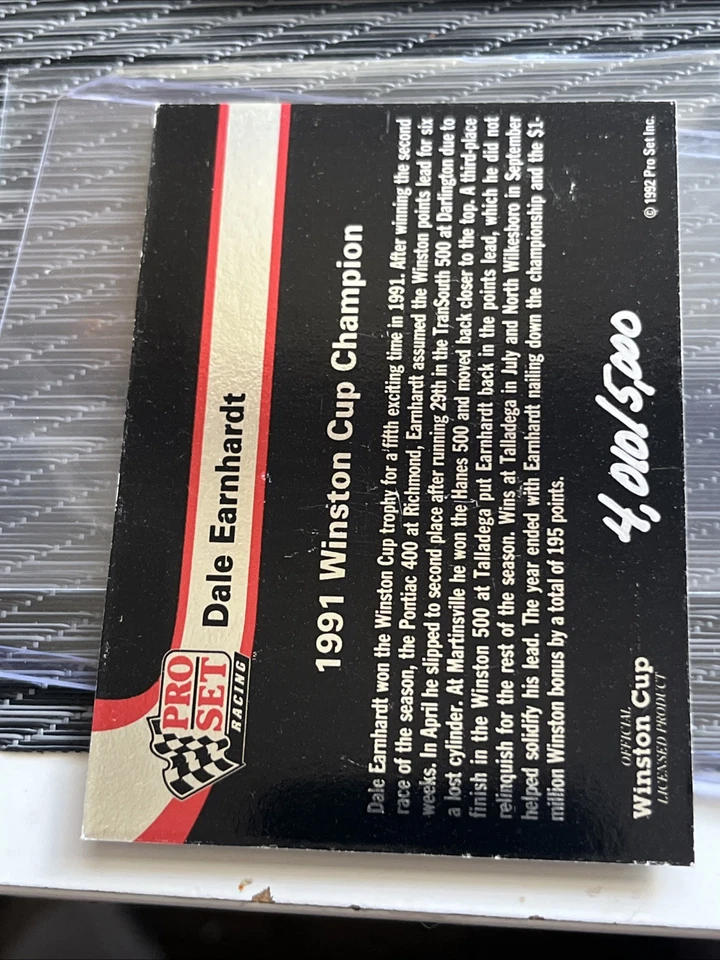 PRO
SET
RACING
™
Dale Earnhardt
1991 Winston Cup Champion
Dale Earnhardt won the Winston Cup trophy for a fifth exciting time in 1991. After winning the second
race of the season, the Pontiac 400 at Richmond, Earnhardt assumed the Winston points lead for six
weeks. In April he slipped to second place after running 29th in the TranSouth 500 at Darlington due to
a lost cylinder. At Martinsville he won the Hanes 500 and moved back closer to the top. A third-place
finish in the Winston 500 at Talladega put Earnhardt back in the points lead, which he did not
relinquish for the rest of the season. Wins at Talladega in July and North Wilkesboro in September
helped solidify his lead. The year ended with Earnhardt nailing down the championship and the $1-
million Winston bonus by a total of 195 points.
4,010/5,000
OFFICIAL
Winston Cup
LICENSED PRODUCT
© 1992 Pro Set Inc.